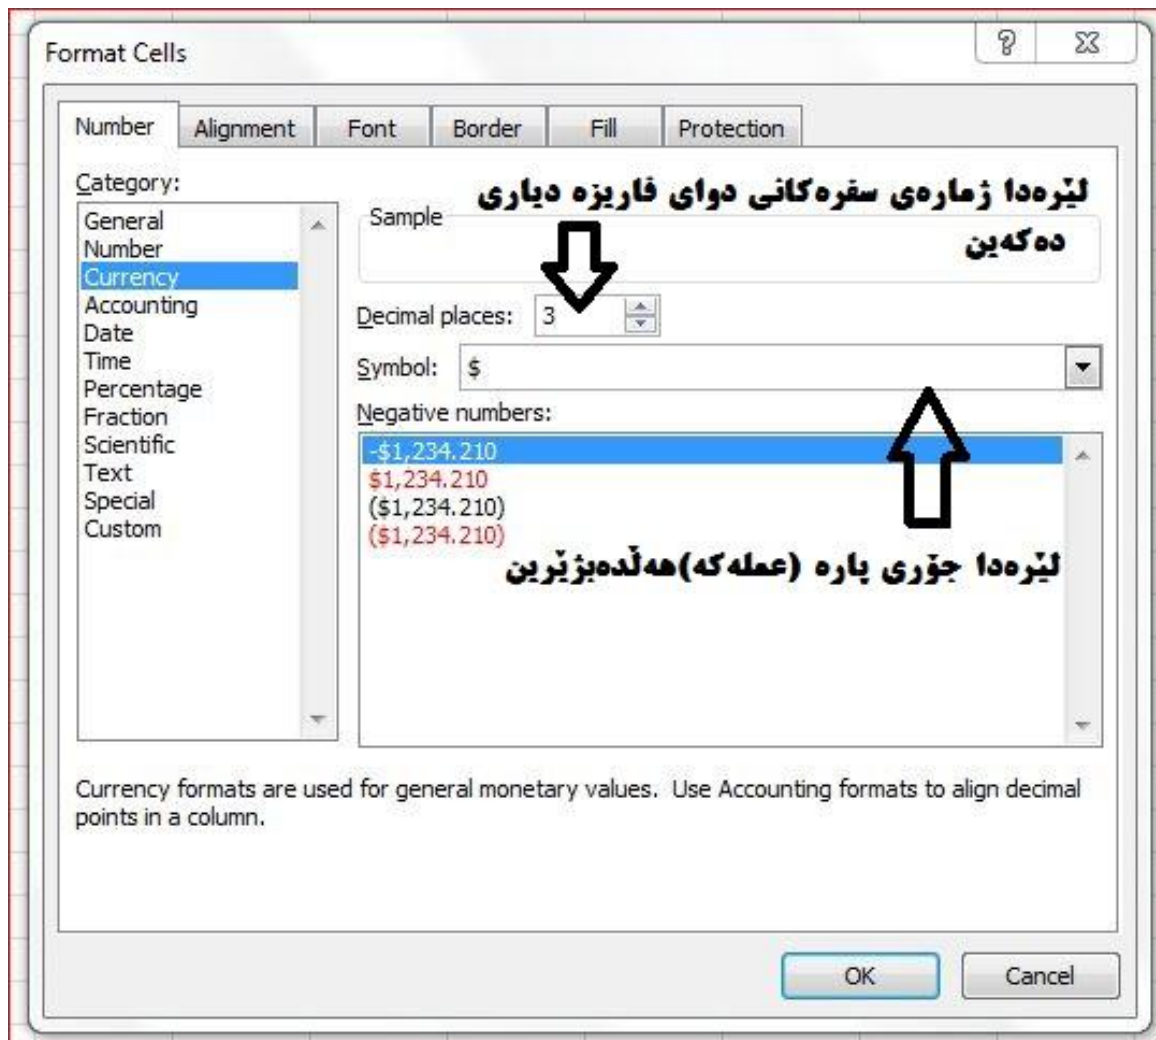 Format Cells
Number Alignment Font Border Fill Protection
Category:
General
Number
Currency
Accounting
Date
Time
Percentage
Fraction
Scientific
Text
Special
Custom
لێرەدا ژمارەی سفرەکانی دوای فاریزە دیاری
Sample
دەکەین
Decimal places: 3
Symbol: $
Negative numbers:
-$1,234.210
$1,234.210
($1,234.210)
($1,234.210)
لێرەدا جۆری پارە (عملەکە)هەڵدەبژێرین
Currency formats are used for general monetary values. Use Accounting formats to align decimal
points in a column.
OK Cancel